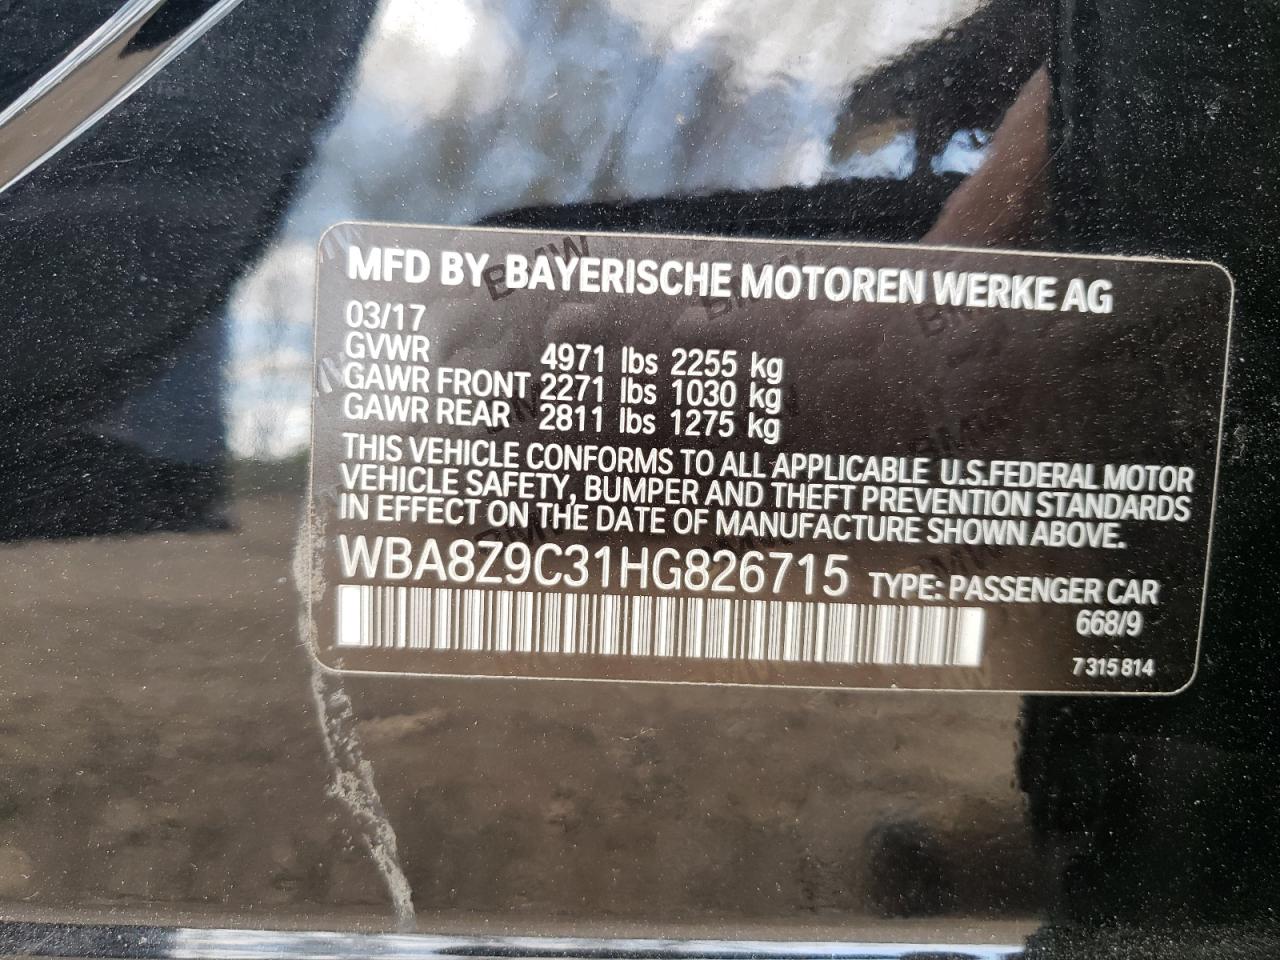 MFD BY BAYERISCHE MOTOREN WERKE AG
03/17
GVWR 4971 lbs 2255 kg
GAWR FRONT 2271 lbs 1030 kg
GAWR REAR 2811 lbs 1275 kg
THIS VEHICLE CONFORMS TO ALL APPLICABLE U.S.FEDERAL MOTOR
VEHICLE SAFETY, BUMPER AND THEFT PREVENTION STANDARDS
IN EFFECT ON THE DATE OF MANUFACTURE SHOWN ABOVE.
WBA8Z9C31HG826715 TYPE: PASSENGER CAR
668/9
7 315 814